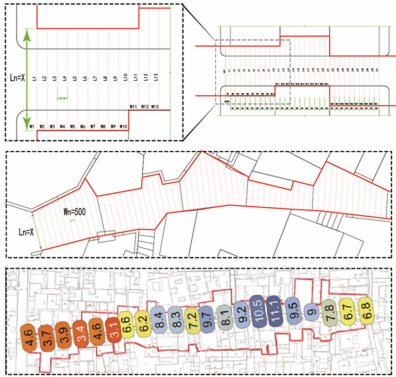 Ln=X
L1 L2 L3 L4 L5 L6 L7 L8 L9 L10 L11 L12 L13
W11 W12 W13
W1 W2 W3 W4 W5 W6 W7 W8 W9 W10
Wn=500
Ln=X
4.6 3.7 3.9 3.4 4.6 3.1 6.6 6.2 8.4 8.3 7.2 9.7 8.1 9.2 10.5 11.1 9.5 9 7.8 6.7 6.8